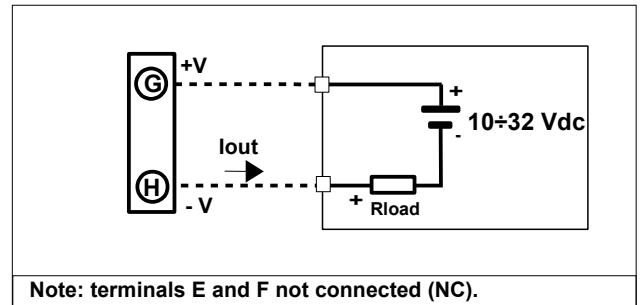 +V
G
+
10÷32 Vdc
-
Iout
H
- V
+
Rload
Note: terminals E and F not connected (NC).